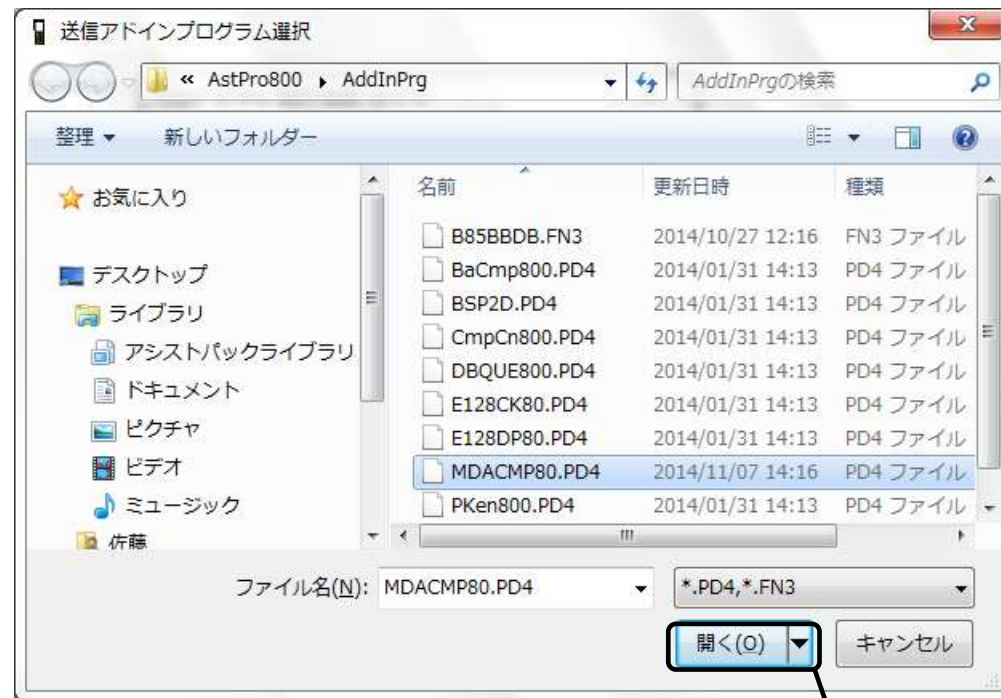 送信アドインプログラム選択
« AstPro800 AddInPrg AddInPrgの検索
整理 新しいフォルダー
お気に入り
デスクトップ
ライブラリ
アシストパックライブラリ
ドキュメント
ピクチャ
ビデオ
ミュージック
佐藤
名前 更新日時 種類
B85BBDB.FN3 2014/10/27 12:16 FN3 ファイル
BaCmp800.PD4 2014/01/31 14:13 PD4 ファイル
BSP2D.PD4 2014/01/31 14:13 PD4 ファイル
CmpCn800.PD4 2014/01/31 14:13 PD4 ファイル
DBQUE800.PD4 2014/01/31 14:13 PD4 ファイル
E128CK80.PD4 2014/01/31 14:13 PD4 ファイル
E128DP80.PD4 2014/01/31 14:13 PD4 ファイル
MDACMP80.PD4 2014/11/07 14:16 PD4 ファイル
PKen800.PD4 2014/01/31 14:13 PD4 ファイル
ファイル名(N): MDACMP80.PD4 *.PD4,*.FN3
開く(O) キャンセル